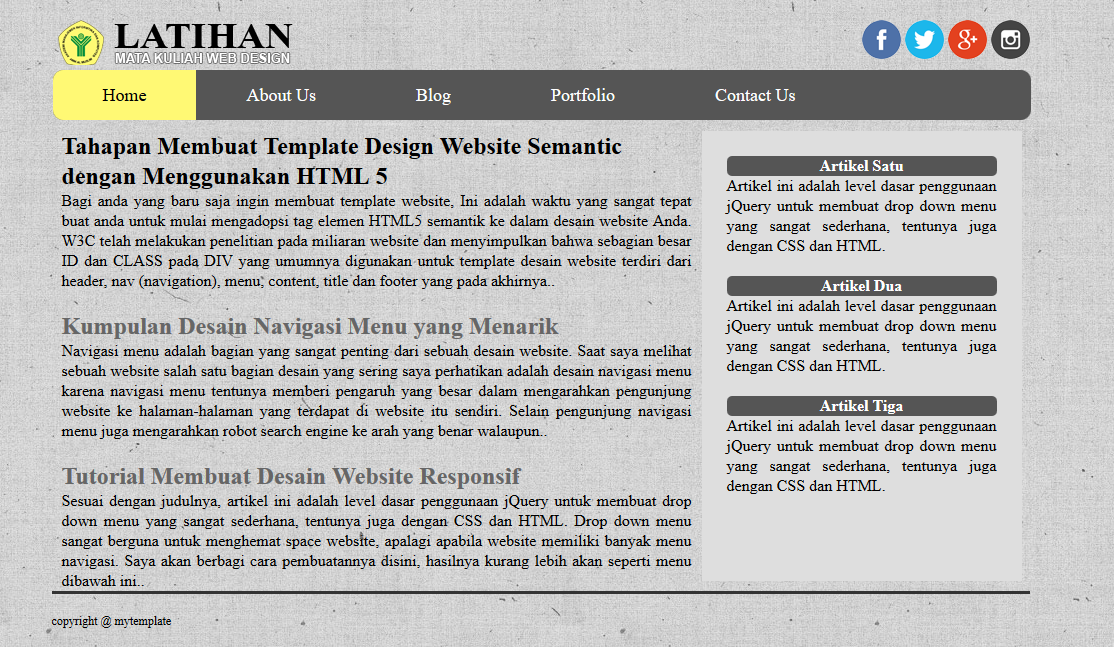 LATIHAN
MATA KULIAH WEB DESIGN
Home
About Us
Blog
Portfolio
Contact Us
Tahapan Membuat Template Design Website Semantic
dengan Menggunakan HTML 5
Bagi anda yang baru saja ingin membuat template website, Ini adalah waktu yang sangat tepat
buat anda untuk mulai mengadopsi tag elemen HTML5 semantik ke dalam desain website Anda.
W3C telah melakukan penelitian pada miliaran website dan menyimpulkan bahwa sebagian besar
ID dan CLASS pada DIV yang umumnya digunakan untuk template desain website terdiri dari
header, nav (navigation), menu, content, title dan footer yang pada akhirnya..
Kumpulan Desain Navigasi Menu yang Menarik
Navigasi menu adalah bagian yang sangat penting dari sebuah desain website. Saat saya melihat
sebuah website salah satu bagian desain yang sering saya perhatikan adalah desain navigasi menu
karena navigasi menu tentunya memberi pengaruh yang besar dalam mengarahkan pengunjung
website ke halaman-halaman yang terdapat di website itu sendiri. Selain pengunjung navigasi
menu juga mengarahkan robot search engine ke arah yang benar walaupun..
Tutorial Membuat Desain Website Responsif
Sesuai dengan judulnya, artikel ini adalah level dasar penggunaan jQuery untuk membuat drop
down menu yang sangat sederhana, tentunya juga dengan CSS dan HTML. Drop down menu
sangat berguna untuk menghemat space website, apalagi apabila website memiliki banyak menu
navigasi. Saya akan berbagi cara pembuatannya disini, hasilnya kurang lebih akan seperti menu
dibawah ini..
Artikel Satu
Artikel ini adalah level dasar penggunaan
jQuery untuk membuat drop down menu
yang sangat sederhana, tentunya juga
dengan CSS dan HTML.
Artikel Dua
Artikel ini adalah level dasar penggunaan
jQuery untuk membuat drop down menu
yang sangat sederhana, tentunya juga
dengan CSS dan HTML.
Artikel Tiga
Artikel ini adalah level dasar penggunaan
jQuery untuk membuat drop down menu
yang sangat sederhana, tentunya juga
dengan CSS dan HTML.
copyright @ mytemplate